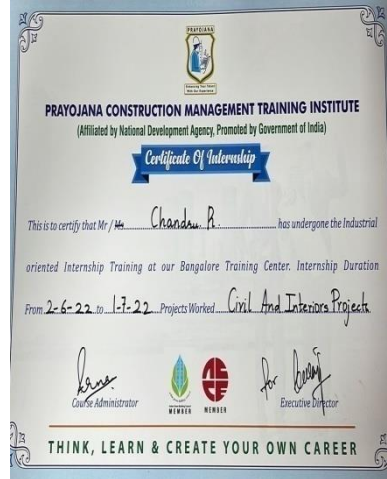 PRAYOJANA
PRAYOJANA CONSTRUCTION MANAGEMENT TRAINING INSTITUTE
(Affiliated by National Development Agency, Promoted by Government of India)
Certificate Of Internship
This is to certify that Mr / Ms Chandru. R. has undergone the Industrial
oriented Internship Training at our Bangalore Training Center. Internship Duration
From 2-6-22 to 1-7-22 Projects Worked Civil And Interiors Projects
for
MEMBER
MEMBER
Course Administrator
Executive Director
THINK, LEARN & CREATE YOUR OWN CAREER